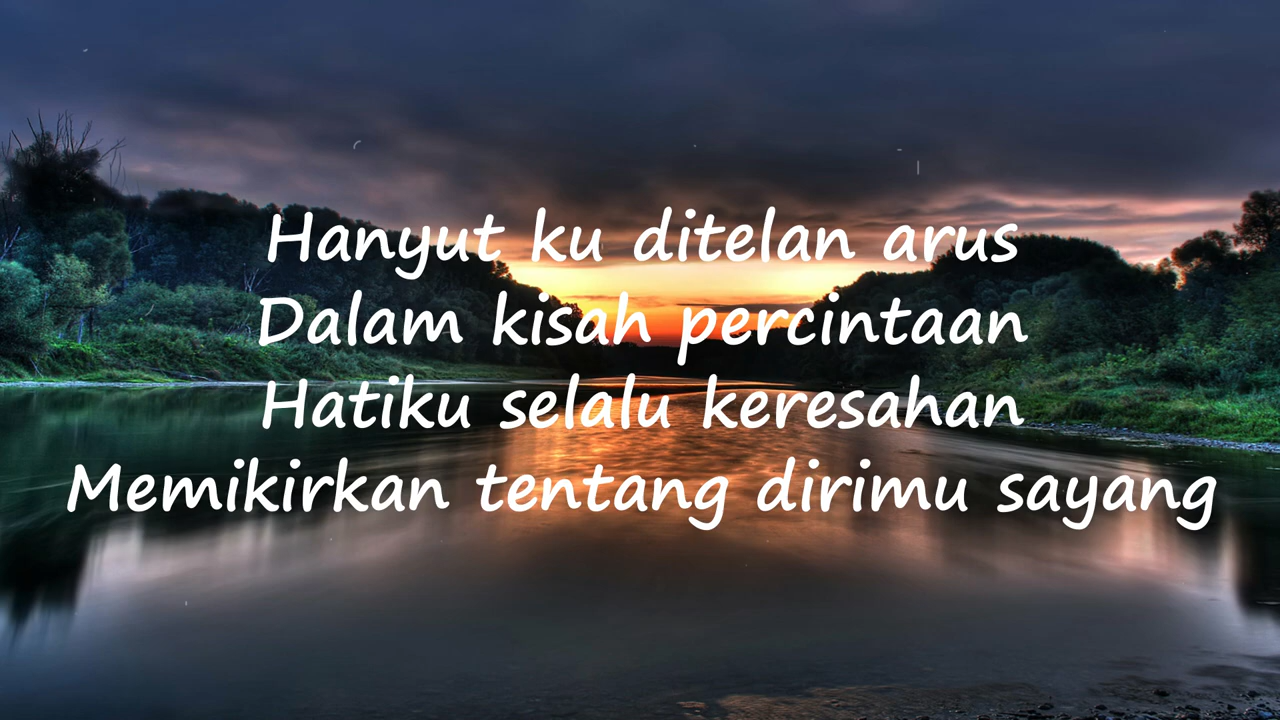 Hanyut ku ditelan arus
Dalam kisah percintaan
Hatiku selalu keresahan
Memikirkan tentang dirimu sayang